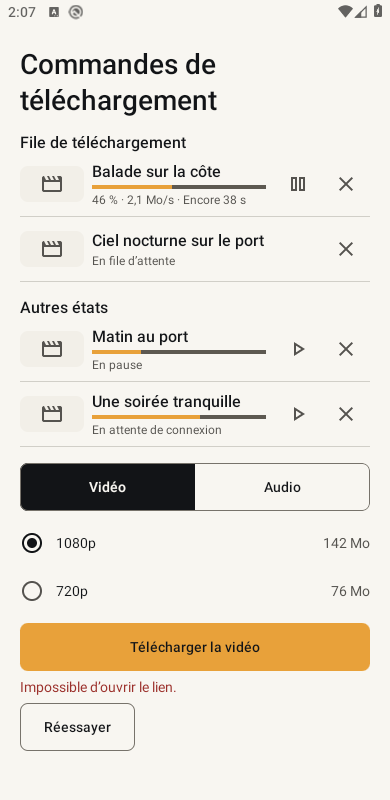 2:07
Commandes de
téléchargement
File de téléchargement
Balade sur la côte
46 % · 2,1 Mo/s · Encore 38 s
Ciel nocturne sur le port
En file d’attente
Autres états
Matin au port
En pause
Une soirée tranquille
En attente de connexion
Vidéo Audio
1080p 142 Mo
720p 76 Mo
Télécharger la vidéo
Impossible d’ouvrir le lien.
Réessayer